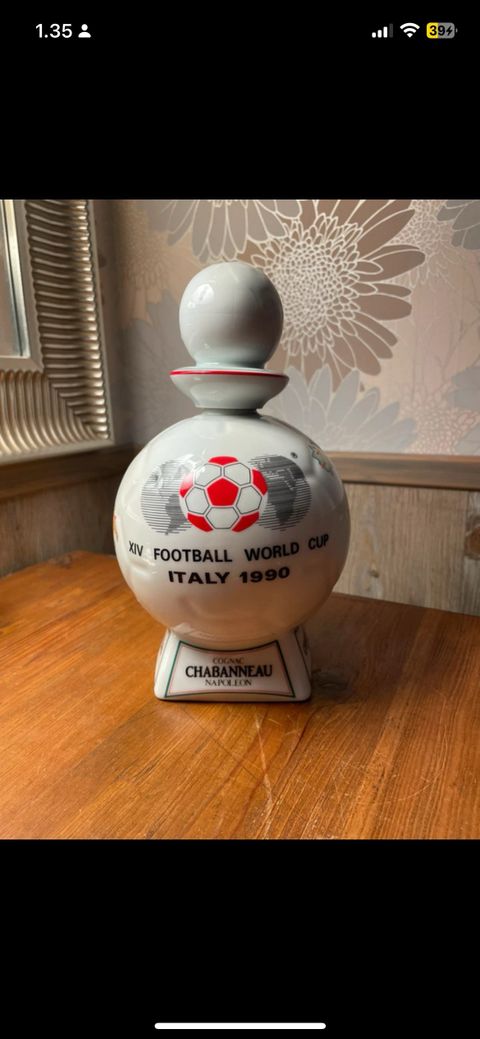 1.35
39
XIV FOOTBALL WORLD CUP
ITALY 1990
COGNAC
CHABANNEAU
NAPOLEON